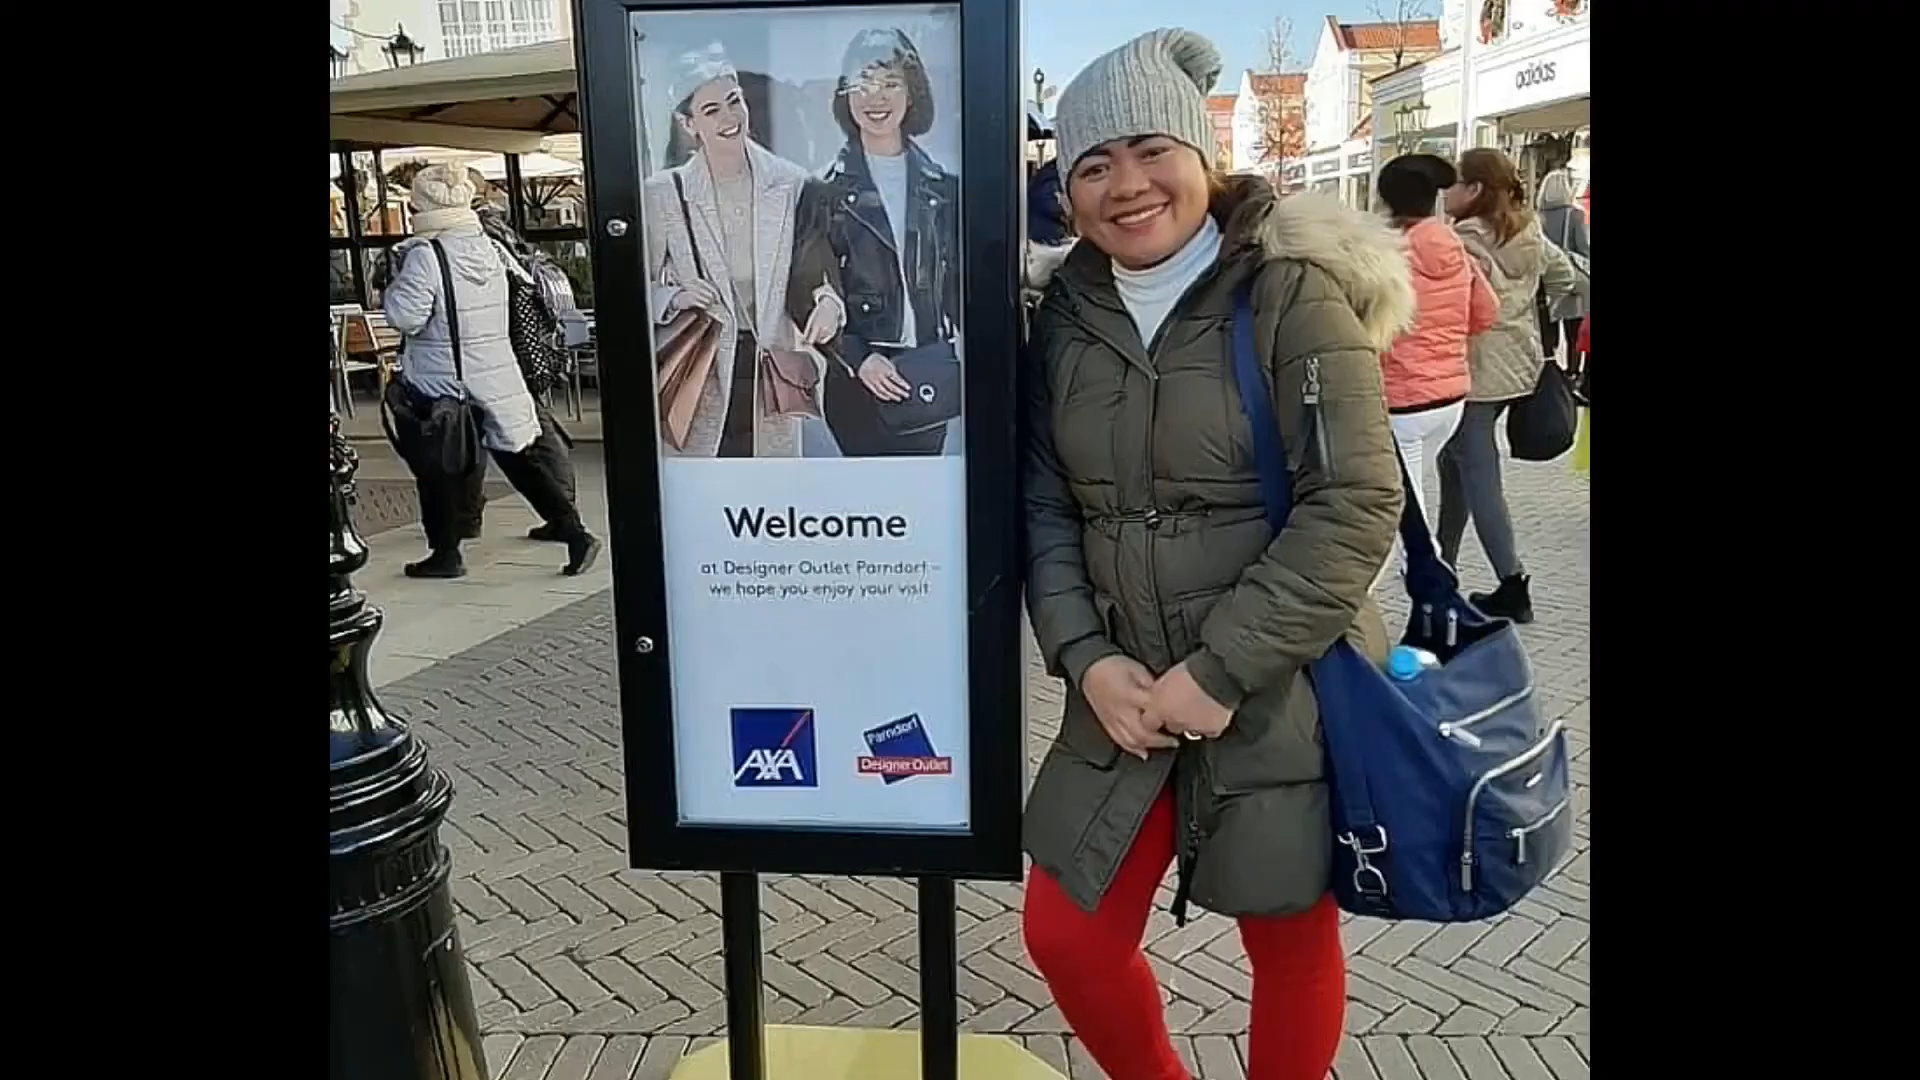 adidas
Welcome
at Designer Outlet Parndorf –
we hope you enjoy your visit
AXA
Parndorf
Designer Outlet